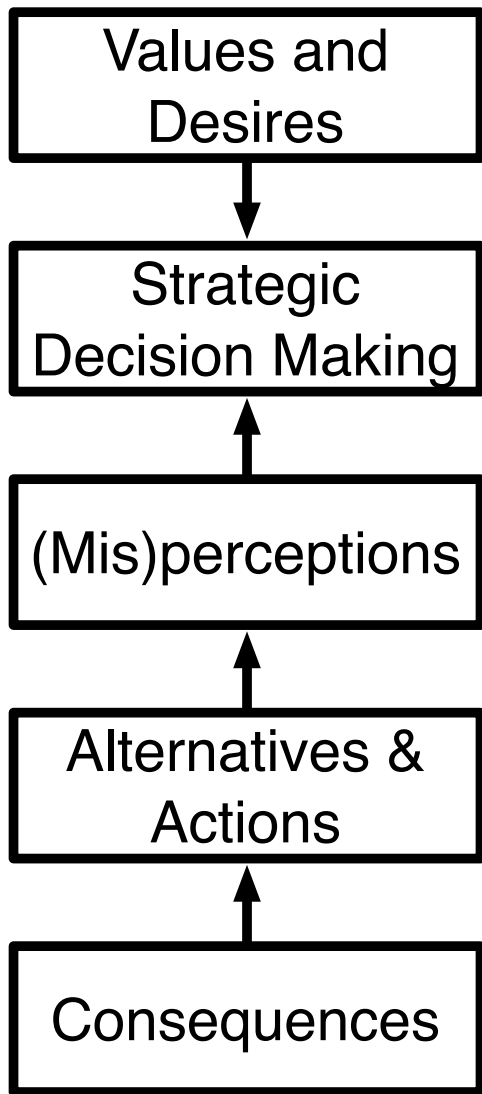 Values and
Desires
Strategic
Decision Making
(Mis)perceptions
Alternatives &
Actions
Consequences